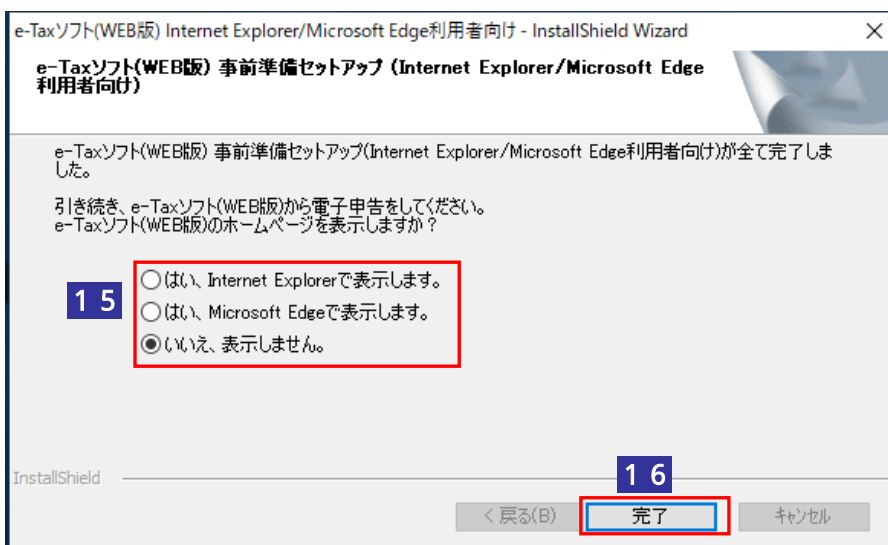 e-Taxソフト(WEB版) Internet Explorer/Microsoft Edge利用者向け - InstallShield Wizard
e-Taxソフト(WEB版) 事前準備セットアップ (Internet Explorer/Microsoft Edge
利用者向け)
e-Taxソフト(WEB版) 事前準備セットアップ(Internet Explorer/Microsoft Edge利用者向け)が全て完了しま
した。
引き続き、e-Taxソフト(WEB版)から電子申告をしてください。
e-Taxソフト(WEB版)のホームページを表示しますか？
はい、Internet Explorerで表示します。
１５
はい、Microsoft Edgeで表示します。
いいえ、表示しません。
InstallShield
１６
< 戻る(B)
完了
キャンセル